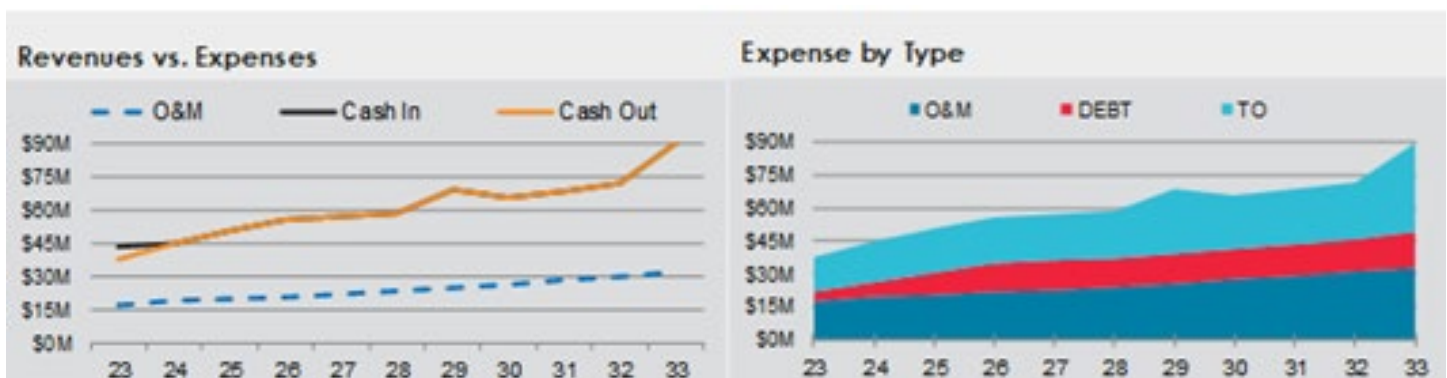 Revenues vs. Expenses
O&M Cash In Cash Out
$90M
$75M
$60M
$45M
$30M
$15M
$0M
23 24 25 26 27 28 29 30 31 32 33
Expense by Type
O&M DEBT TO
$90M
$75M
$60M
$45M
$30M
$15M
$0M
23 24 25 26 27 28 29 30 31 32 33